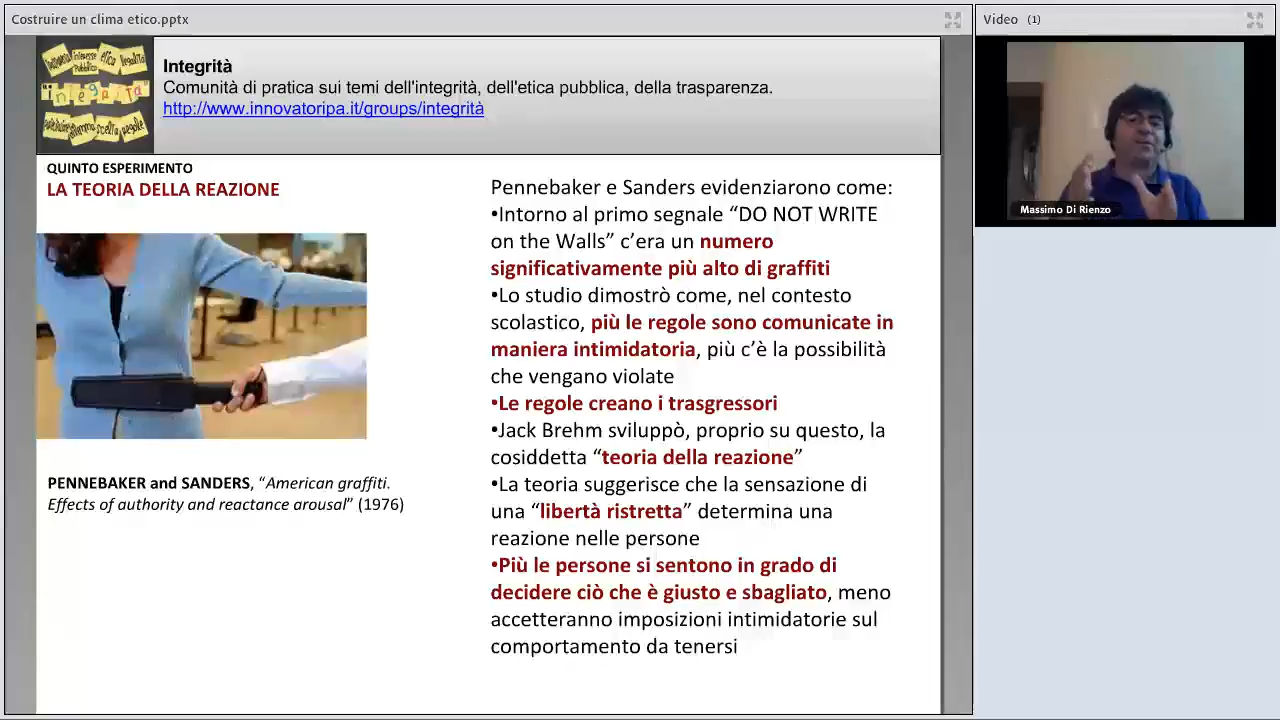 Costruire un clima etico.pptx
Video (1)
interesse
pubblico
etica
legalità
"integrità"
scelta
regole
Integrità
Comunità di pratica sui temi dell'integrità, dell'etica pubblica, della trasparenza.
http://www.innovatoripa.it/groups/integrità
Massimo Di Rienzo
QUINTO ESPERIMENTO
LA TEORIA DELLA REAZIONE
PENNEBAKER and SANDERS, “American graffiti.
Effects of authority and reactance arousal” (1976)
Pennebaker e Sanders evidenziarono come:
•Intorno al primo segnale “DO NOT WRITE
on the Walls” c’era un numero
significativamente più alto di graffiti
•Lo studio dimostrò come, nel contesto
scolastico, più le regole sono comunicate in
maniera intimidatoria, più c’è la possibilità
che vengano violate
•Le regole creano i trasgressori
•Jack Brehm sviluppò, proprio su questo, la
cosiddetta “teoria della reazione”
•La teoria suggerisce che la sensazione di
una “libertà ristretta” determina una
reazione nelle persone
•Più le persone si sentono in grado di
decidere ciò che è giusto e sbagliato, meno
accetteranno imposizioni intimidatorie sul
comportamento da tenersi